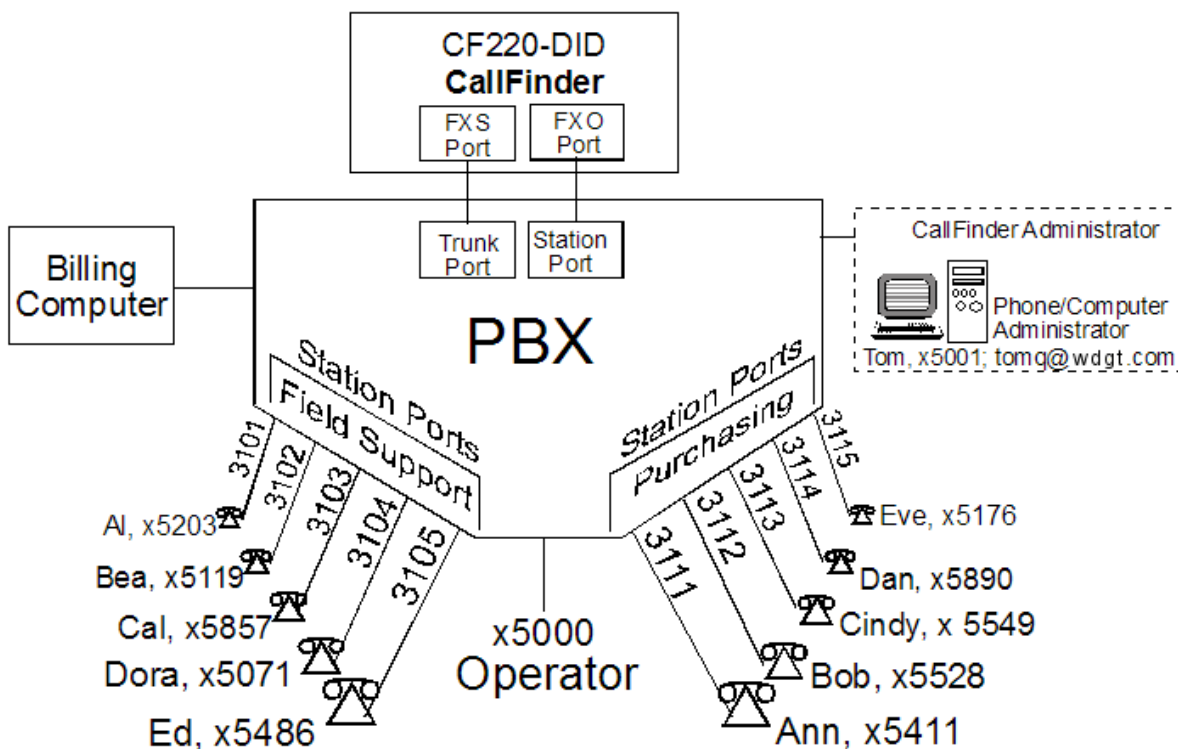 CF220-DID
CallFinder
FXS
Port
FXO
Port
Trunk
Port
Station
Port
Billing
Computer
PBX
CallFinder Administrator
Phone/Computer
Administrator
Tom, x5001; tomg@wdgt.com
Station Ports
Field Support
Station Ports
Purchasing
3101
3102
3103
3104
3105
3111
3112
3113
3114
3115
Al, x5203
Bea, x5119
Cal, x5857
Dora, x5071
Ed, x5486
x5000
Operator
Eve, x5176
Dan, x5890
Cindy, x 5549
Bob, x5528
Ann, x5411